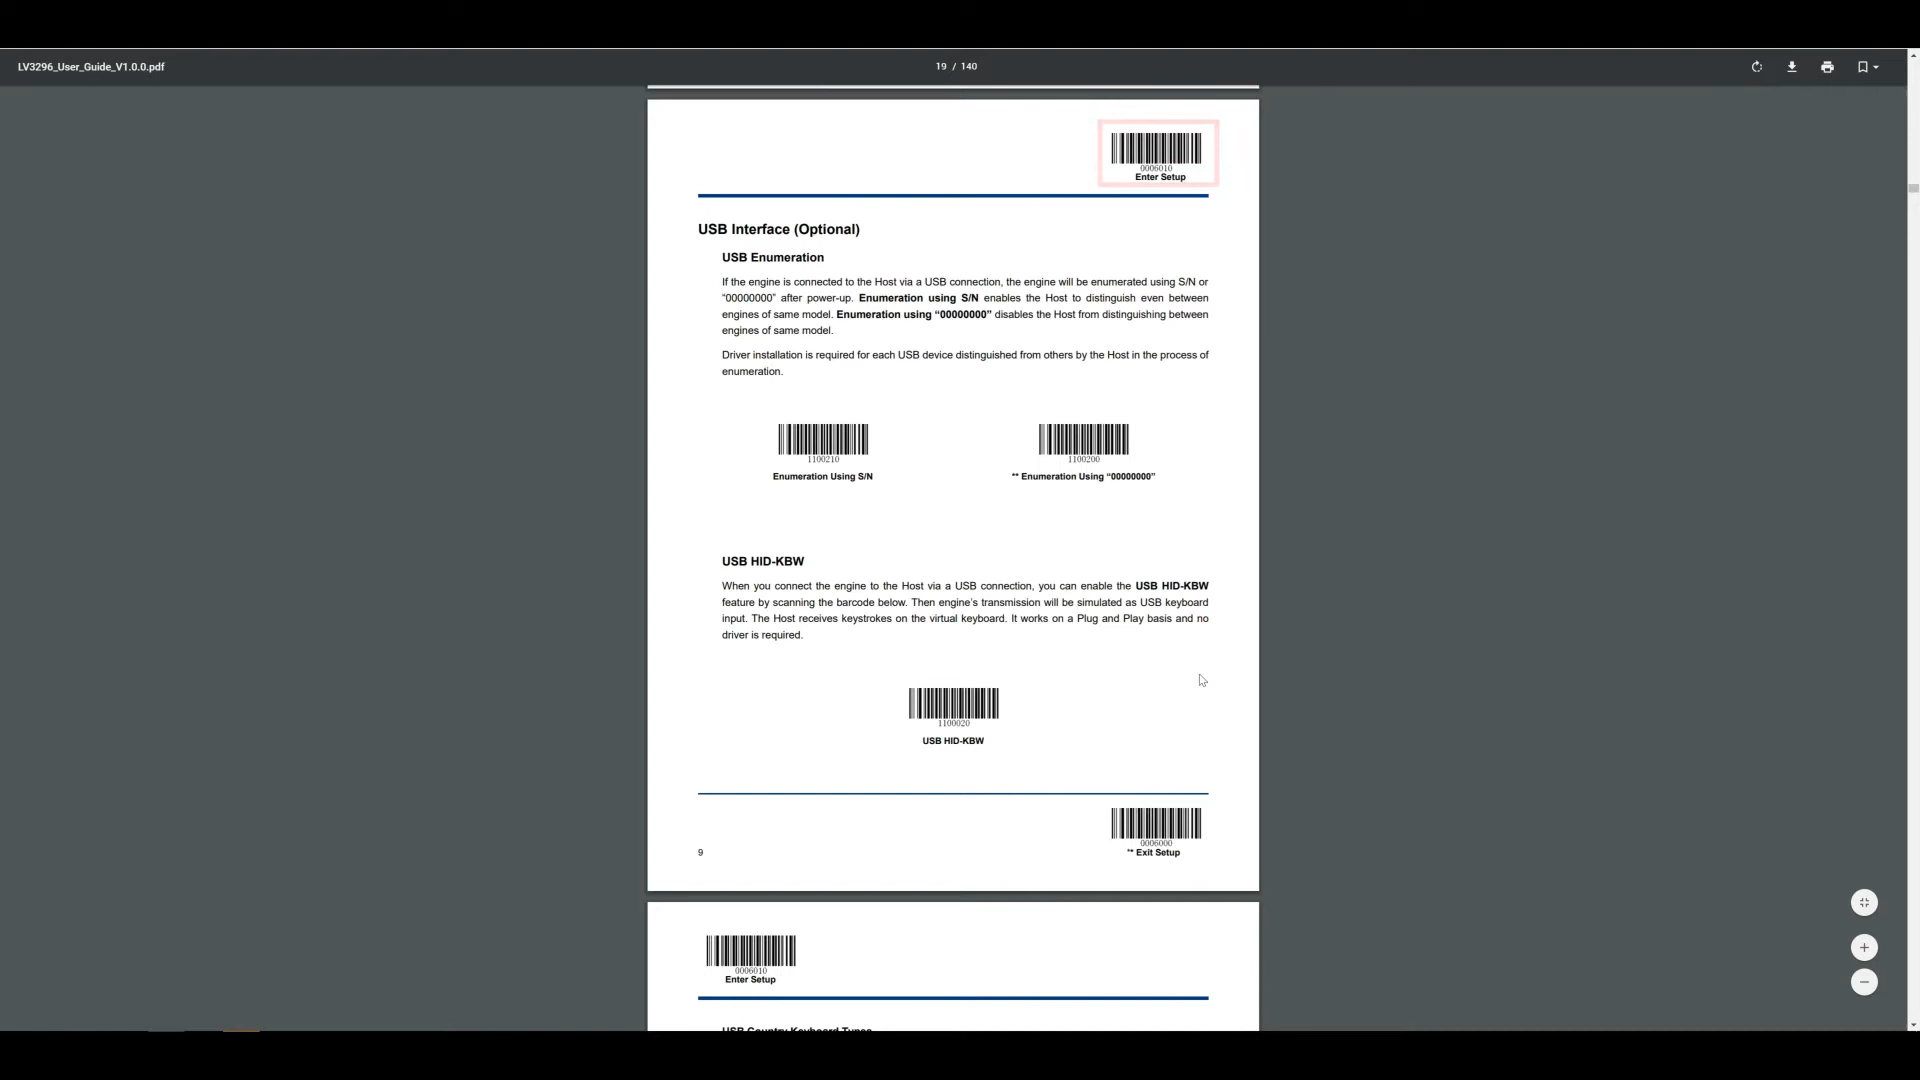 LV3296_User_Guide_V1.0.0.pdf
19 / 140
0006010
Enter Setup
USB Interface (Optional)
USB Enumeration
If the engine is connected to the Host via a USB connection, the engine will be enumerated using S/N or
“00000000” after power-up. Enumeration using S/N enables the Host to distinguish even between
engines of same model. Enumeration using “00000000” disables the Host from distinguishing between
engines of same model.
Driver installation is required for each USB device distinguished from others by the Host in the process of
enumeration.
1100210
1100200
Enumeration Using S/N
** Enumeration Using “00000000”
USB HID-KBW
When you connect the engine to the Host via a USB connection, you can enable the USB HID-KBW
feature by scanning the barcode below. Then engine’s transmission will be simulated as USB keyboard
input. The Host receives keystrokes on the virtual keyboard. It works on a Plug and Play basis and no
driver is required.
1100020
USB HID-KBW
0006000
9
** Exit Setup
0006010
Enter Setup
USB Country Keyboard Types